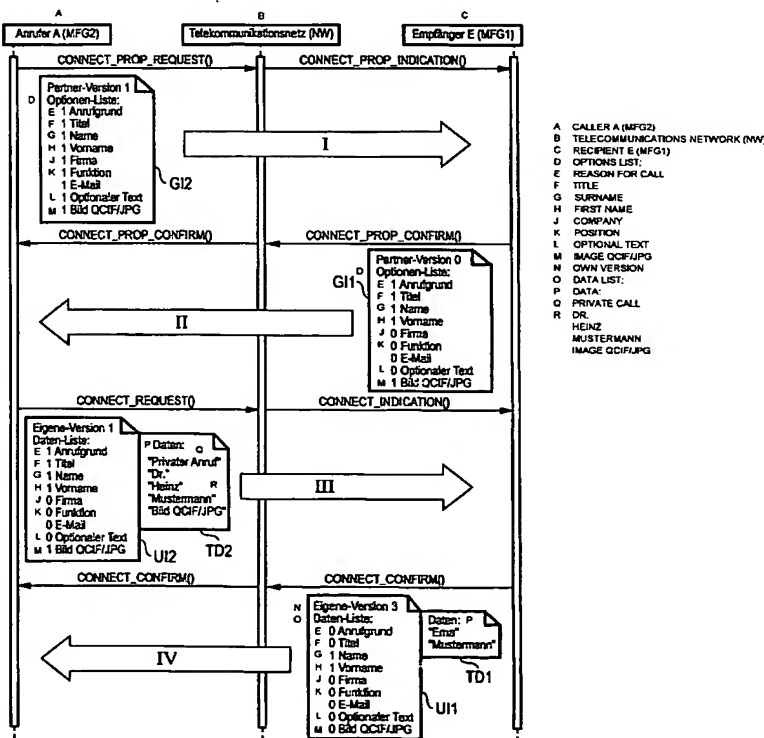 A
B
C
Anrufer A (MFG2)
Telekommunikationsnetz (NW)
Empfänger E (MFG1)
CONNECT_PROP_REQUEST()
CONNECT_PROP_INDICATION()
Partner-Version 1
D Optionen-Liste:
E 1 Anrufgrund
F 1 Titel
G 1 Name
H 1 Vorname
J 1 Firma
K 1 Funktion
1 E-Mail
L 1 Optionaler Text
M 1 Bild QCIF/JPG
GI2
I
A CALLER A (MFG2)
B TELECOMMUNICATIONS NETWORK (NW)
C RECIPIENT E (MFG1)
D OPTIONS LIST:
E REASON FOR CALL
F TITLE
G SURNAME
H FIRST NAME
J COMPANY
K POSITION
L OPTIONAL TEXT
M IMAGE QCIF/JPG
N OWN VERSION
O DATA LIST:
P DATA:
Q PRIVATE CALL
R DR.
HEINZ
MUSTERMANN
IMAGE QCIF/JPG
CONNECT_PROP_CONFIRM()
CONNECT_PROP_CONFIRM()
Partner-Version 0
D Optionen-Liste:
E 1 Anrufgrund
F 1 Titel
G 1 Name
H 1 Vorname
J 0 Firma
K 0 Funktion
0 E-Mail
L 0 Optionaler Text
M 1 Bild QCIF/JPG
GI1
II
CONNECT_REQUEST()
CONNECT_INDICATION()
Eigene-Version 1
Daten-Liste:
E 1 Anrufgrund
F 1 Titel
G 1 Name
H 1 Vorname
J 0 Firma
K 0 Funktion
0 E-Mail
L 0 Optionaler Text
M 1 Bild QCIF/JPG
UI2
P Daten: Q
"Privater Anruf"
"Dr."
"Heinz" R
"Mustermann"
"Bild QCIF/JPG"
TD2
III
CONNECT_CONFIRM()
CONNECT_CONFIRM()
N Eigene-Version 3
O Daten-Liste:
E 0 Anrufgrund
F 0 Titel
G 1 Name
H 1 Vorname
J 0 Firma
K 0 Funktion
0 E-Mail
L 0 Optionaler Text
M 0 Bild QCIF/JPG
UI1
Daten: P
"Erna"
"Mustermann"
TD1
IV